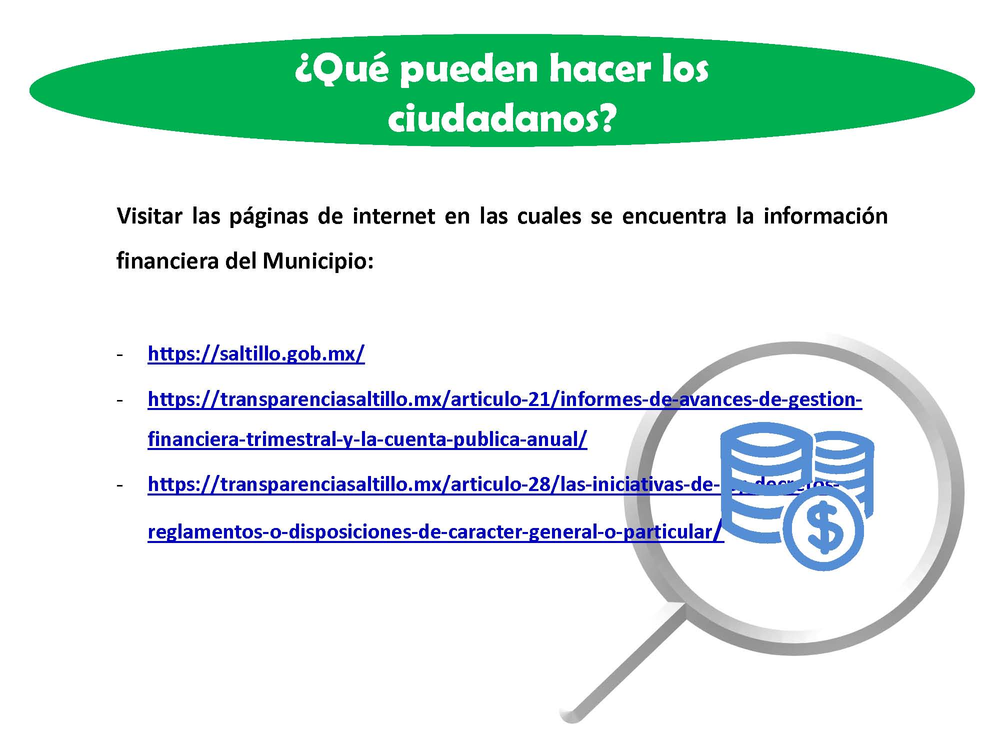 ¿Qué pueden hacer los
ciudadanos?
Visitar las páginas de internet en las cuales se encuentra la información
financiera del Municipio:
- https://saltillo.gob.mx/
- https://transparenciasaltillo.mx/articulo-21/informes-de-avances-de-gestion-
financiera-trimestral-y-la-cuenta-publica-anual/
- https://transparenciasaltillo.mx/articulo-28/las-iniciativas-de- decretos-
reglamentos-o-disposiciones-de-caracter-general-o-particular/
$